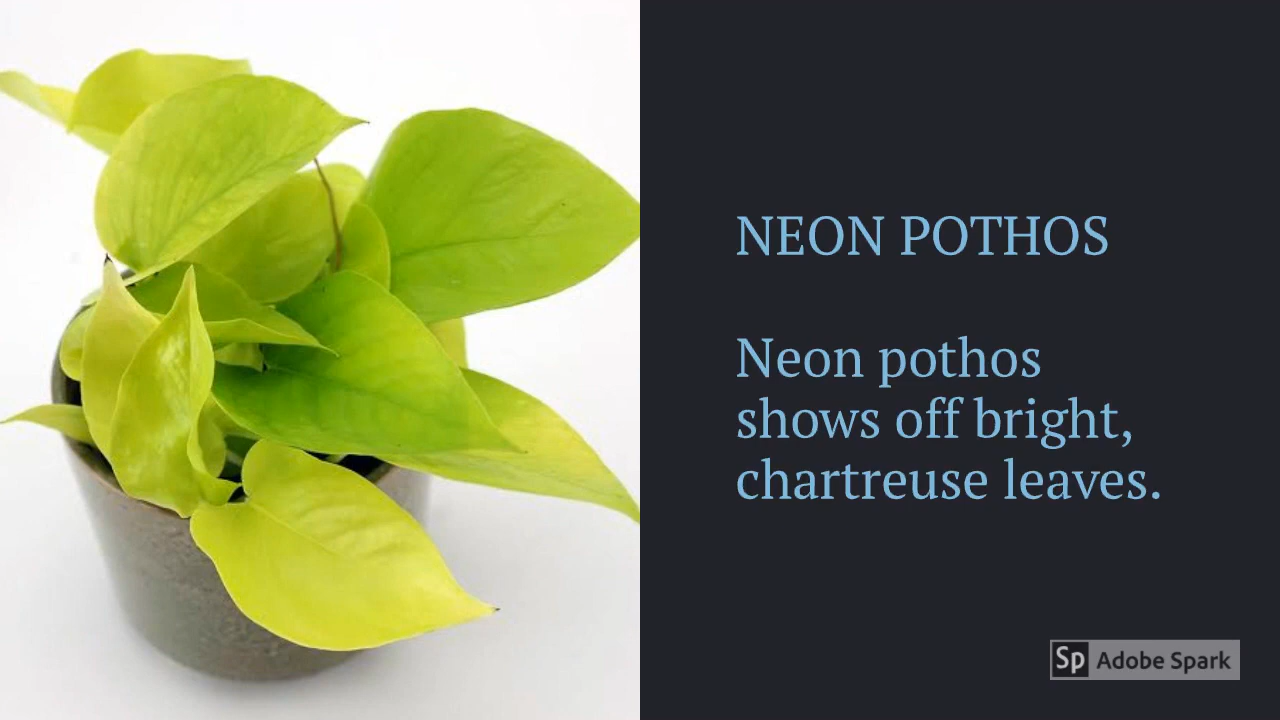 NEON POTHOS
Neon pothos
shows off bright,
chartreuse leaves.
Sp Adobe Spark